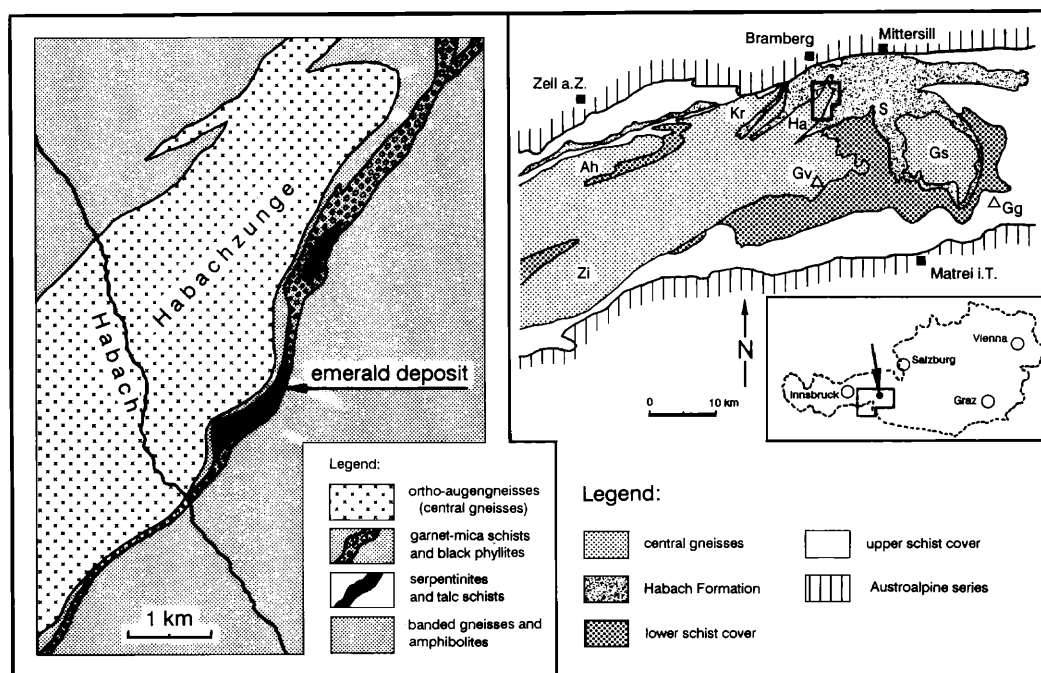 Habachzunge
Habach
emerald deposit
1 km
Legend:
ortho-augengneisses
(central gneisses)
garnet-mica schists
and black phyllites
serpentinites
and talc schists
banded gneisses and
amphibolites
Bramberg
Mittersill
Zell a.Z.
Kr
Ha
S
Ah
Gv
Gs
Gg
Zi
Matrei i.T.
N
0 10 km
Vienna
Salzburg
Innsbruck
Graz
Legend:
central gneisses
Habach Formation
lower schist cover
upper schist cover
Austroalpine series